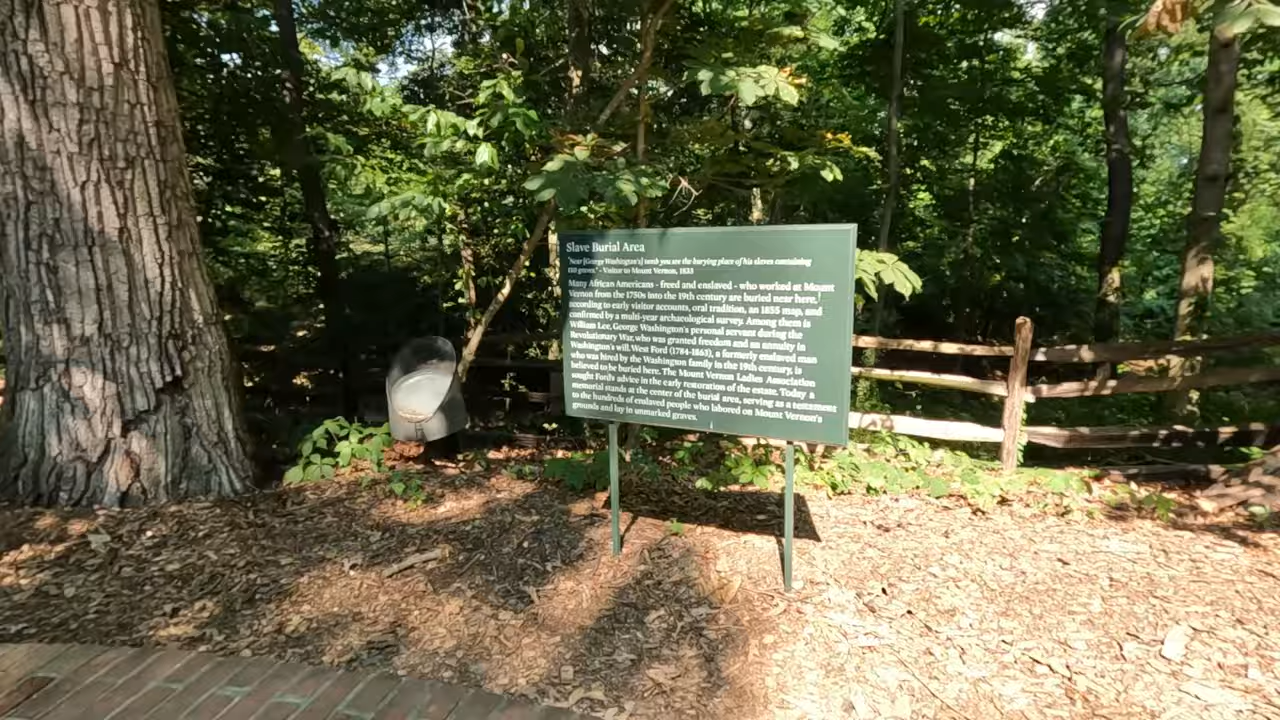 Slave Burial Area
"Near [George Washington's] tomb you see the burying place of his slaves containing
150 graves." - Visitor to Mount Vernon, 1833
Many African Americans - freed and enslaved - who worked at Mount
Vernon from the 1750s into the 19th century are buried near here,
according to early visitor accounts, oral tradition, an 1855 map, and
confirmed by a multi-year archaeological survey. Among them is
William Lee, George Washington's personal servant during the
Revolutionary War, who was granted freedom and an annuity in
Washington's will. West Ford (1784-1863), a formerly enslaved man
who was hired by the Washington family in the 19th century, is
believed to be buried here. The Mount Vernon Ladies Association
sought Ford's advice in the early restoration of the estate. Today a
memorial stands at the center of the burial area, serving as a testament
to the hundreds of enslaved people who labored on Mount Vernon's
grounds and lay in unmarked graves.